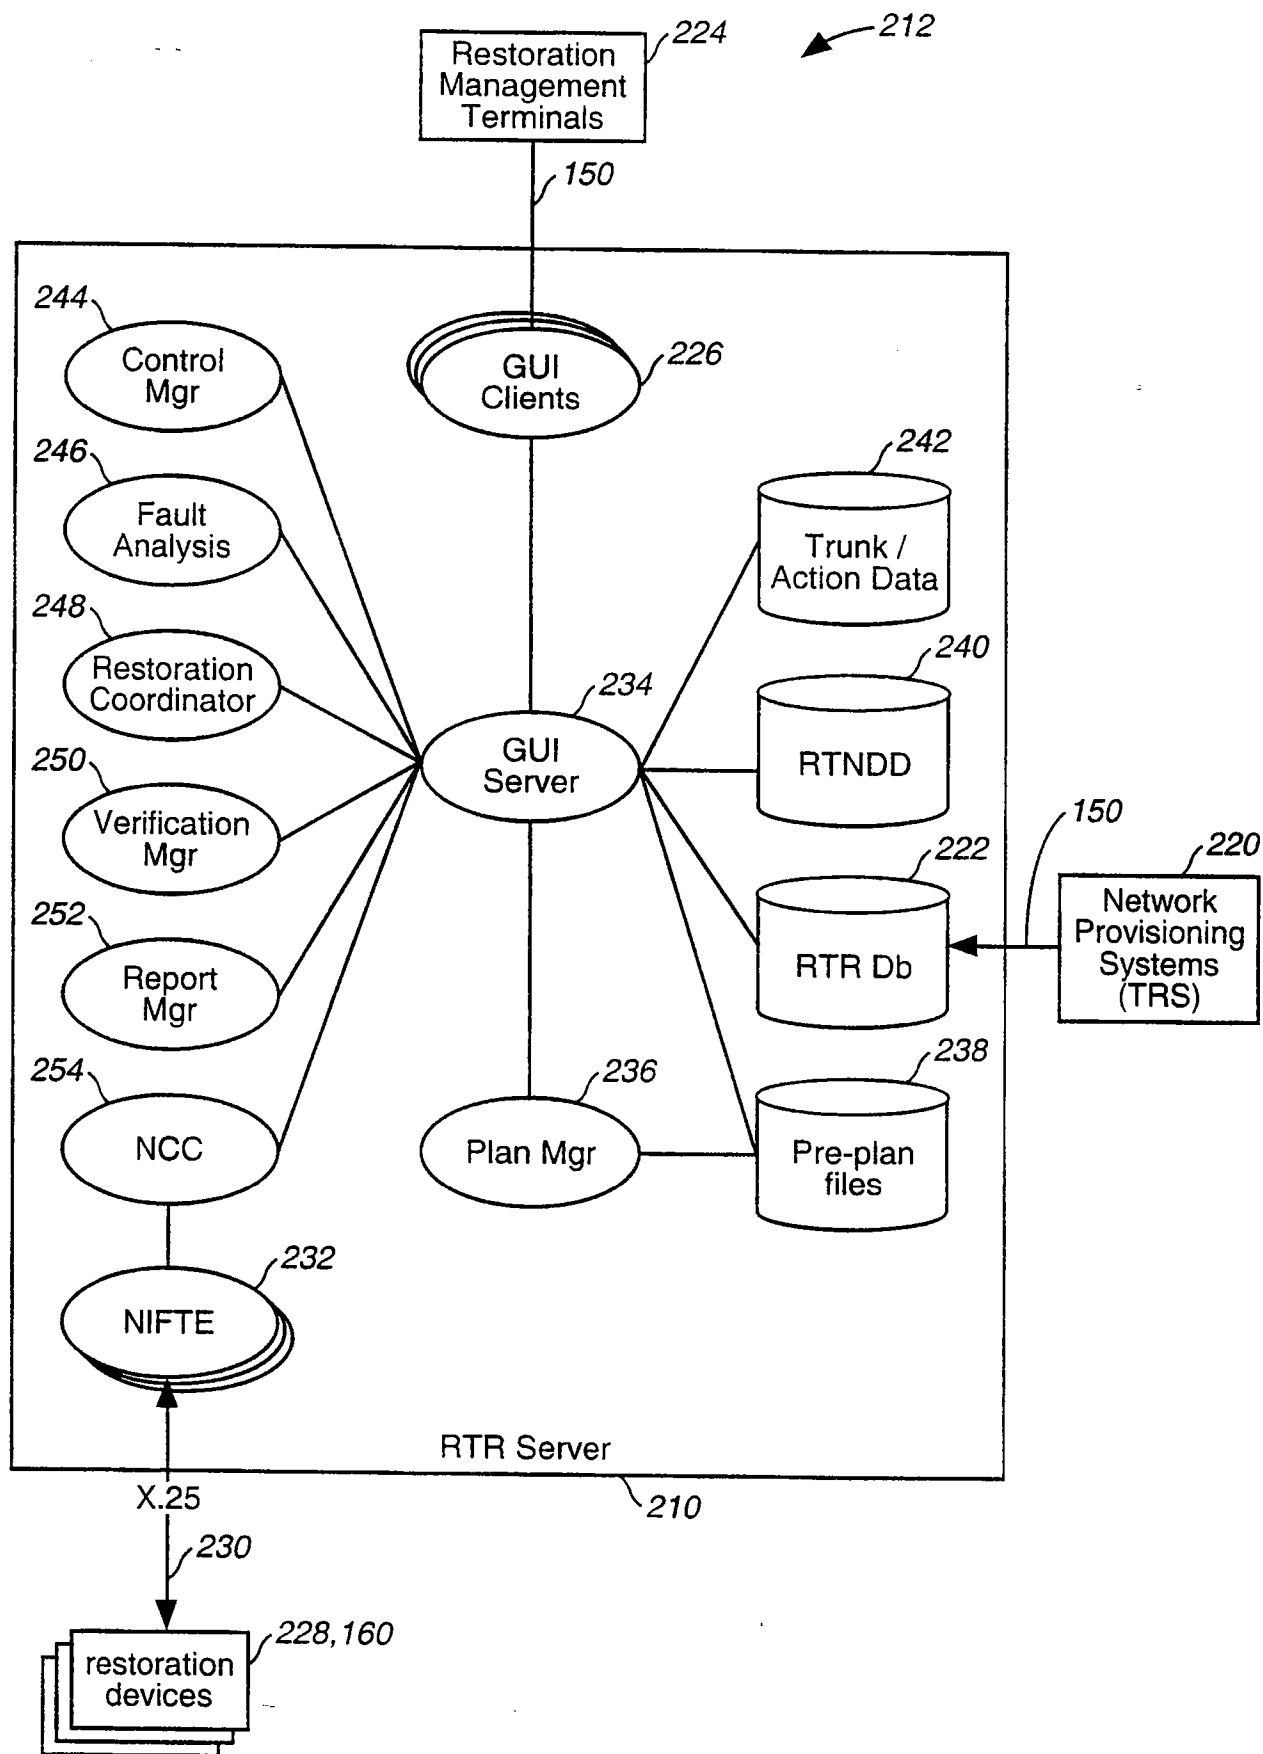 212
224
Restoration
Management
Terminals
150
244
Control
Mgr
GUI
Clients
226
246
Fault
Analysis
242
Trunk /
Action Data
248
Restoration
Coordinator
234
GUI
Server
240
RTNDD
250
Verification
Mgr
222
RTR Db
150
220
Network
Provisioning
Systems
(TRS)
252
Report
Mgr
254
NCC
236
Plan Mgr
238
Pre-plan
files
232
NIFTE
RTR Server
210
X.25
230
228,160
restoration
devices